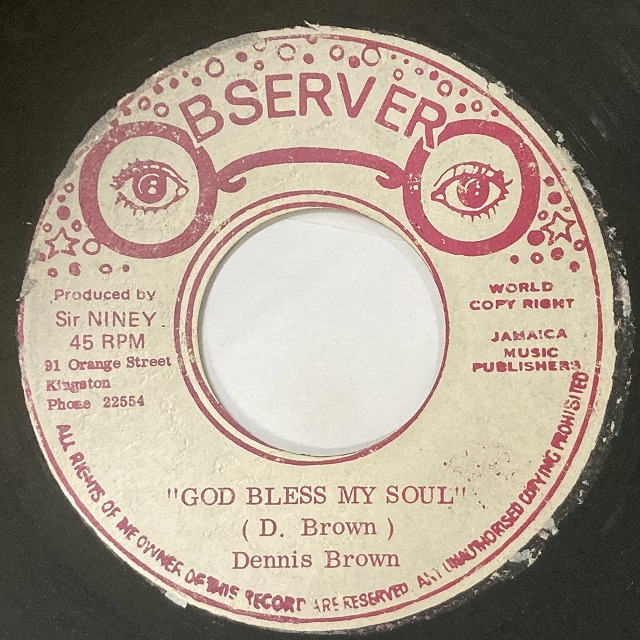 OBSERVER
Produced by
Sir NINEY
45 RPM
91 Orange Street
Kingston
Phone 22554
WORLD
COPY RIGHT
JAMAICA
MUSIC
PUBLISHERS
"GOD BLESS MY SOUL"
( D. Brown )
Dennis Brown
ALL RIGHTS OF THE OWNER OF THIS RECORD ARE RESERVED. ANY UNAUTHORISED COPYING PROHIBITED